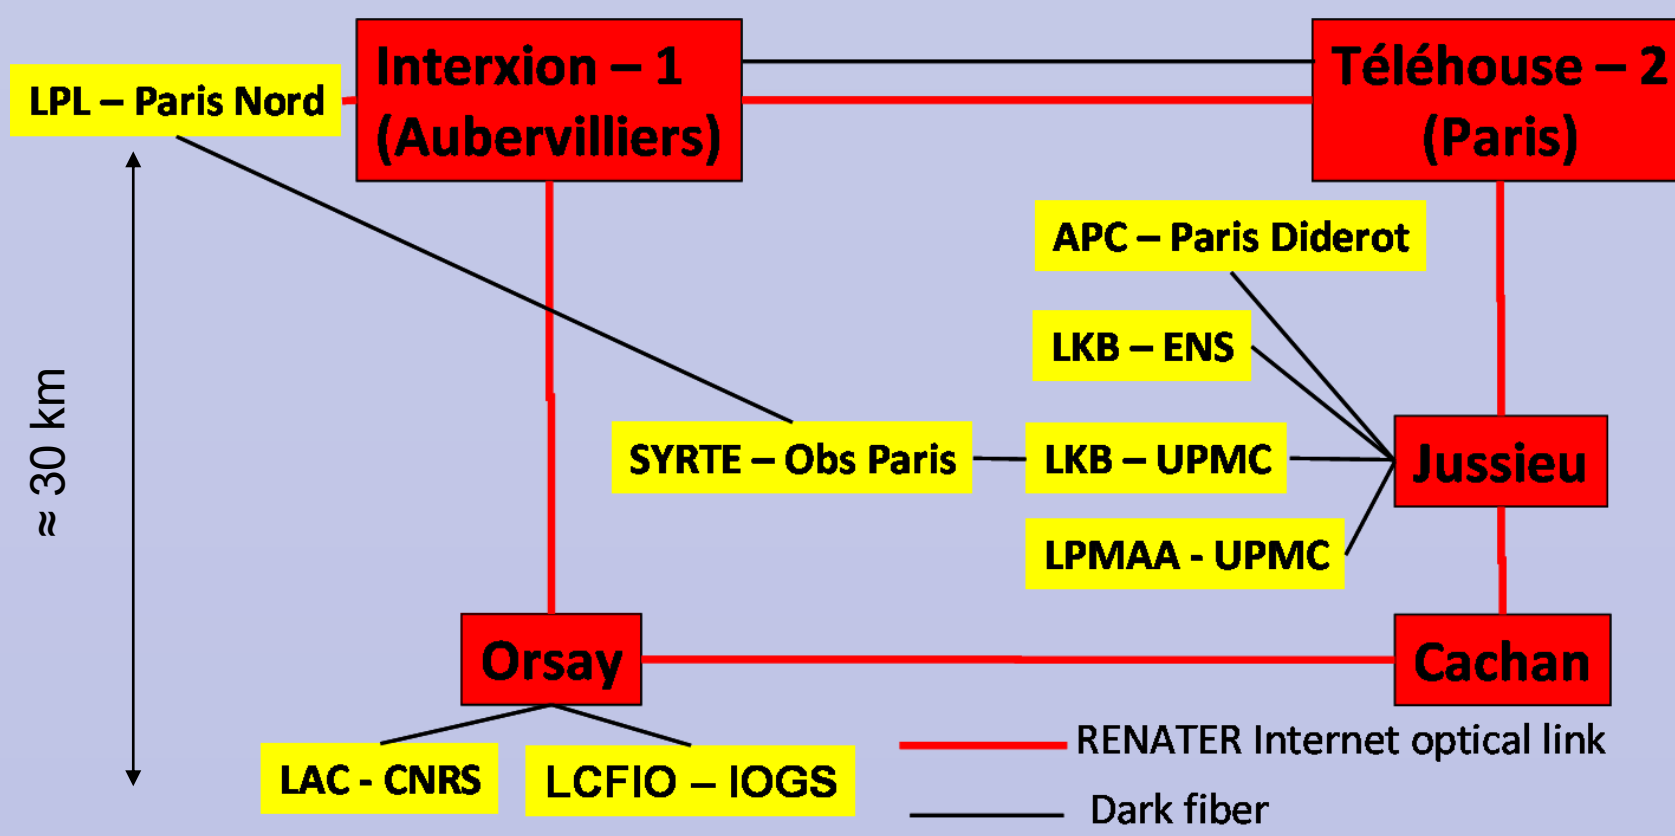 Interxion – 1
(Aubervilliers)
Téléhouse – 2
(Paris)
LPL – Paris Nord
APC – Paris Diderot
LKB – ENS
SYRTE – Obs Paris
LKB – UPMC
Jussieu
≈ 30 km
LPMAA - UPMC
Orsay
Cachan
RENATER Internet optical link
LAC - CNRS
LCFIO – IOGS
Dark fiber